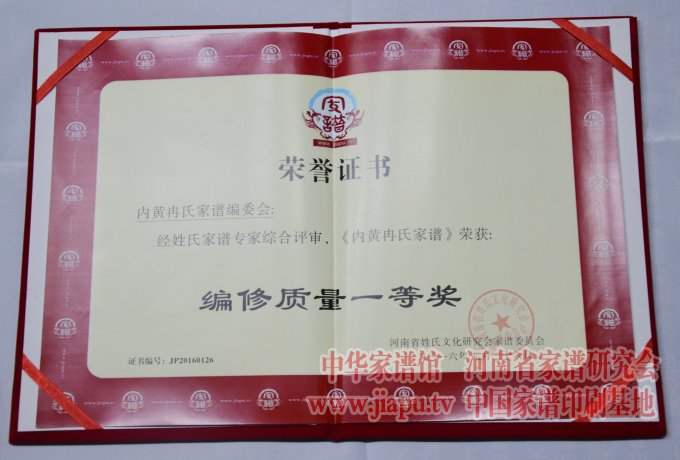 家谱
www.jiapu.tv
荣誉证书
内黄冉氏家谱编委会:
经姓氏家谱专家综合评审，《内黄冉氏家谱》荣获:
编修质量一等奖
河南省姓氏文化研究会家谱委员会
证书编号: JP20160126
中华家谱馆 河南省家谱研究会
www.jiapu.tv 中国家谱印刷基地